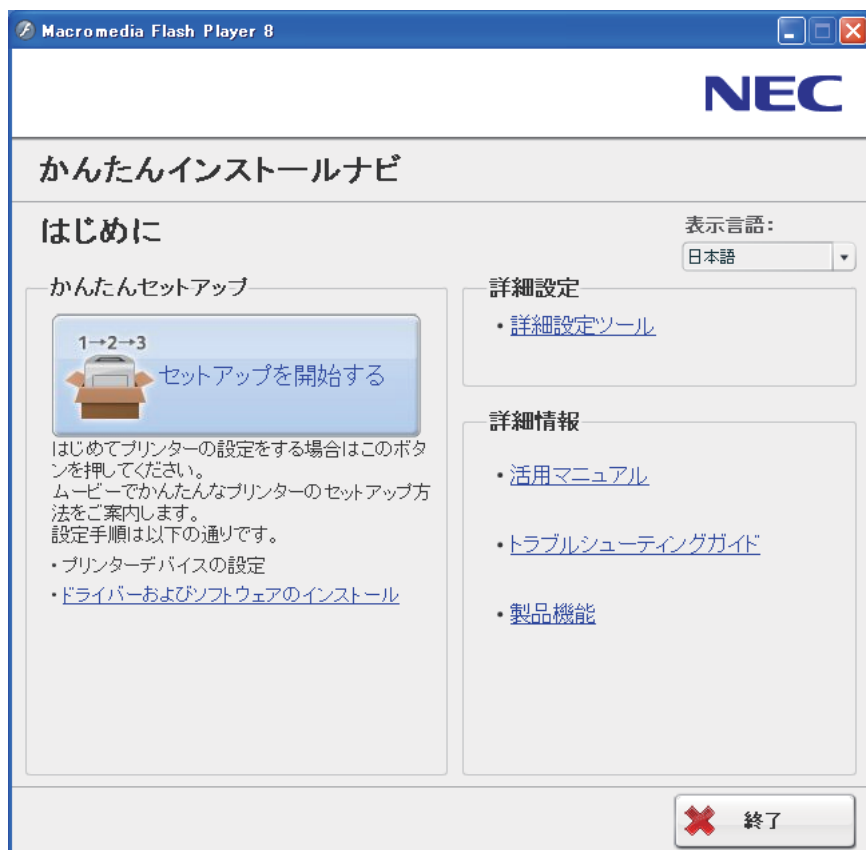 Macromedia Flash Player 8
NEC
かんたんインストールナビ
はじめに
表示言語:
日本語
かんたんセットアップ
1→2→3
セットアップを開始する
はじめてプリンターの設定をする場合はこのボタ
ンを押してください。
ムービーでかんたんなプリンターのセットアップ方
法をご案内します。
設定手順は以下の通りです。
・プリンターデバイスの設定
・ドライバーおよびソフトウェアのインストール
詳細設定
・詳細設定ツール
詳細情報
・活用マニュアル
・トラブルシューティングガイド
・製品機能
終了